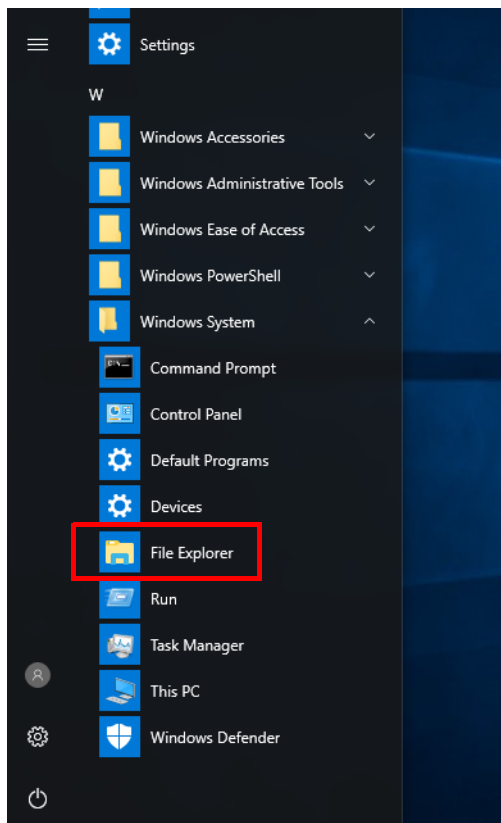 Settings
W
Windows Accessories
Windows Administrative Tools
Windows Ease of Access
Windows PowerShell
Windows System
Command Prompt
Control Panel
Default Programs
Devices
File Explorer
Run
Task Manager
This PC
Windows Defender